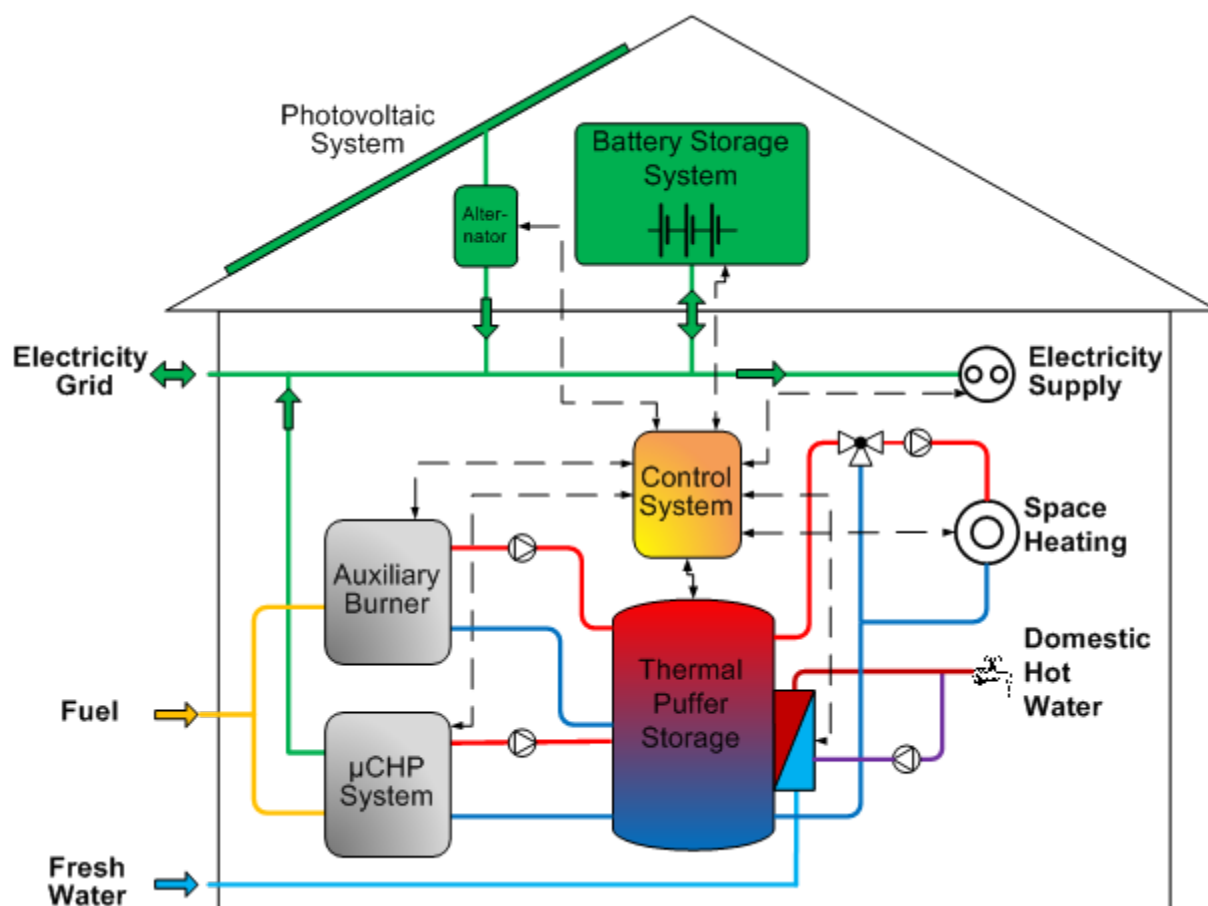 Photovoltaic
System
Battery Storage
System
Alter-
nator
Electricity
Grid
Electricity
Supply
Control
System
Space
Heating
Auxiliary
Burner
Domestic
Hot
Water
Thermal
Puffer
Storage
Fuel
µCHP
System
Fresh
Water